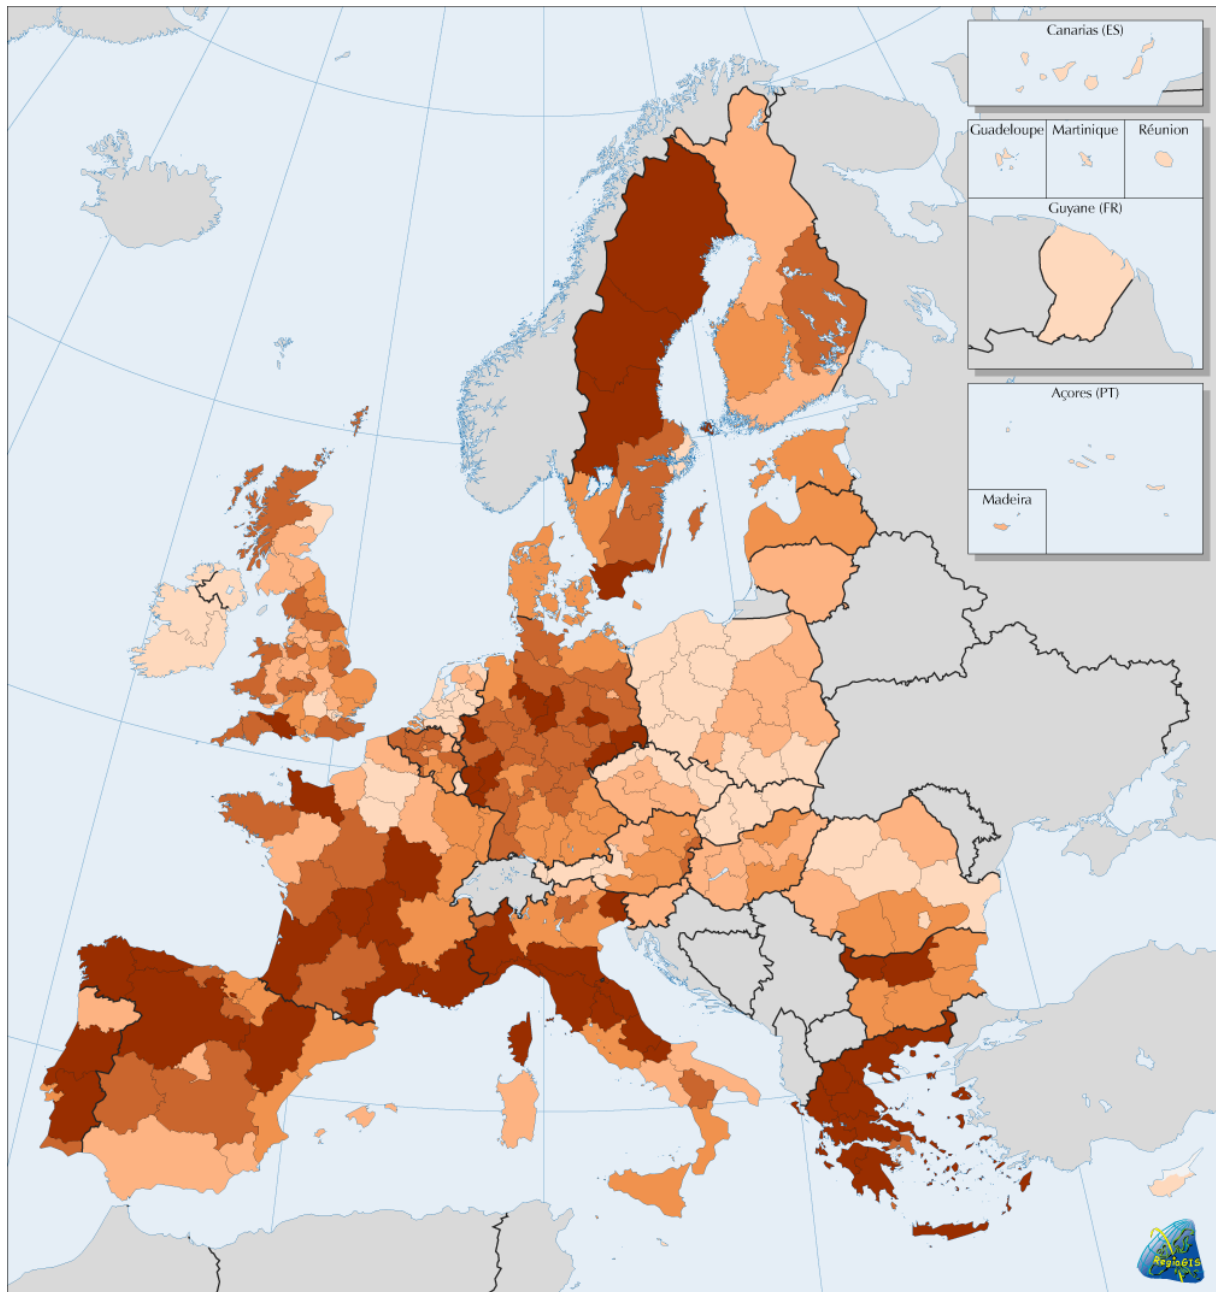 Canarias (ES)
Guadeloupe
Martinique
Réunion
Guyane (FR)
Açores (PT)
Madeira
RegioGIS